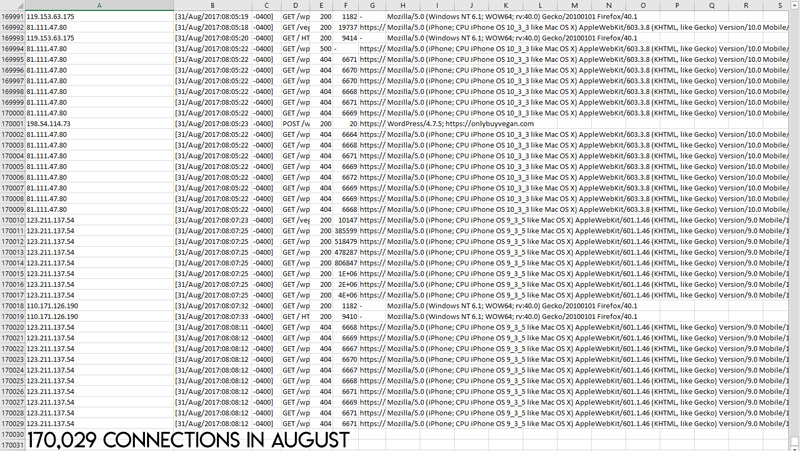 A B C D E F G H I J K L M N O P Q R S
169991 119.153.63.175 [31/Aug/2017:08:05:19 -0400] GET /wp 200 1182 - Mozilla/5.0 (Windows NT 6.1; WOW64; rv:40.0) Gecko/20100101 Firefox/40.1
169992 81.111.47.80 [31/Aug/2017:08:05:18 -0400] GET /veg 200 19737 https:// Mozilla/5.0 (iPhone; CPU iPhone OS 10_3_3 like Mac OS X) AppleWebKit/603.3.8 (KHTML, like Gecko) Version/10.0 Mobile/
169993 119.153.63.175 [31/Aug/2017:08:05:23 -0400] GET / HT 200 9414 - Mozilla/5.0 (Windows NT 6.1; WOW64; rv:40.0) Gecko/20100101 Firefox/40.1
169994 81.111.47.80 [31/Aug/2017:08:05:22 -0400] GET /wp 500 - https:// Mozilla/5.0 (iPhone; CPU iPhone OS 10_3_3 like Mac OS X) AppleWebKit/603.3.8 (KHTML, like Gecko) Version/10.0 Mobile/
169995 81.111.47.80 [31/Aug/2017:08:05:22 -0400] GET /wp 404 6671 https:// Mozilla/5.0 (iPhone; CPU iPhone OS 10_3_3 like Mac OS X) AppleWebKit/603.3.8 (KHTML, like Gecko) Version/10.0 Mobile/
169996 81.111.47.80 [31/Aug/2017:08:05:22 -0400] GET /wp 404 6670 https:// Mozilla/5.0 (iPhone; CPU iPhone OS 10_3_3 like Mac OS X) AppleWebKit/603.3.8 (KHTML, like Gecko) Version/10.0 Mobile/
169997 81.111.47.80 [31/Aug/2017:08:05:22 -0400] GET /wp 404 6670 https:// Mozilla/5.0 (iPhone; CPU iPhone OS 10_3_3 like Mac OS X) AppleWebKit/603.3.8 (KHTML, like Gecko) Version/10.0 Mobile/
169998 81.111.47.80 [31/Aug/2017:08:05:22 -0400] GET /wp 404 6668 https:// Mozilla/5.0 (iPhone; CPU iPhone OS 10_3_3 like Mac OS X) AppleWebKit/603.3.8 (KHTML, like Gecko) Version/10.0 Mobile/
169999 81.111.47.80 [31/Aug/2017:08:05:22 -0400] GET /wp 404 6671 https:// Mozilla/5.0 (iPhone; CPU iPhone OS 10_3_3 like Mac OS X) AppleWebKit/603.3.8 (KHTML, like Gecko) Version/10.0 Mobile/
170000 81.111.47.80 [31/Aug/2017:08:05:22 -0400] GET /wp 404 6669 https:// Mozilla/5.0 (iPhone; CPU iPhone OS 10_3_3 like Mac OS X) AppleWebKit/603.3.8 (KHTML, like Gecko) Version/10.0 Mobile/
170001 198.54.114.73 [31/Aug/2017:08:05:22 -0400] POST /w 200 20 https:// WordPress/4.7.5; https://onlybuyvegan.com
170002 81.111.47.80 [31/Aug/2017:08:05:22 -0400] GET /wp 404 6664 https:// Mozilla/5.0 (iPhone; CPU iPhone OS 10_3_3 like Mac OS X) AppleWebKit/603.3.8 (KHTML, like Gecko) Version/10.0 Mobile/
170003 81.111.47.80 [31/Aug/2017:08:05:22 -0400] GET /wp 404 6668 https:// Mozilla/5.0 (iPhone; CPU iPhone OS 10_3_3 like Mac OS X) AppleWebKit/603.3.8 (KHTML, like Gecko) Version/10.0 Mobile/
170004 81.111.47.80 [31/Aug/2017:08:05:22 -0400] GET /wp 404 6671 https:// Mozilla/5.0 (iPhone; CPU iPhone OS 10_3_3 like Mac OS X) AppleWebKit/603.3.8 (KHTML, like Gecko) Version/10.0 Mobile/
170005 81.111.47.80 [31/Aug/2017:08:05:22 -0400] GET /wp 404 6669 https:// Mozilla/5.0 (iPhone; CPU iPhone OS 10_3_3 like Mac OS X) AppleWebKit/603.3.8 (KHTML, like Gecko) Version/10.0 Mobile/
170006 81.111.47.80 [31/Aug/2017:08:05:22 -0400] GET /wp 404 6672 https:// Mozilla/5.0 (iPhone; CPU iPhone OS 10_3_3 like Mac OS X) AppleWebKit/603.3.8 (KHTML, like Gecko) Version/10.0 Mobile/
170007 81.111.47.80 [31/Aug/2017:08:05:22 -0400] GET /wp 404 6671 https:// Mozilla/5.0 (iPhone; CPU iPhone OS 10_3_3 like Mac OS X) AppleWebKit/603.3.8 (KHTML, like Gecko) Version/10.0 Mobile/
170008 81.111.47.80 [31/Aug/2017:08:05:22 -0400] GET /wp 404 6669 https:// Mozilla/5.0 (iPhone; CPU iPhone OS 10_3_3 like Mac OS X) AppleWebKit/603.3.8 (KHTML, like Gecko) Version/10.0 Mobile/
170009 81.111.47.80 [31/Aug/2017:08:05:22 -0400] GET /wp 404 6668 https:// Mozilla/5.0 (iPhone; CPU iPhone OS 10_3_3 like Mac OS X) AppleWebKit/603.3.8 (KHTML, like Gecko) Version/10.0 Mobile/
170010 123.211.137.54 [31/Aug/2017:08:07:23 -0400] GET /veg 200 10147 https:// Mozilla/5.0 (iPhone; CPU iPhone OS 9_3_5 like Mac OS X) AppleWebKit/601.1.46 (KHTML, like Gecko) Version/9.0 Mobile/1
170011 123.211.137.54 [31/Aug/2017:08:07:25 -0400] GET /wp 200 385599 https:// Mozilla/5.0 (iPhone; CPU iPhone OS 9_3_5 like Mac OS X) AppleWebKit/601.1.46 (KHTML, like Gecko) Version/9.0 Mobile/1
170012 123.211.137.54 [31/Aug/2017:08:07:25 -0400] GET /wp 200 518479 https:// Mozilla/5.0 (iPhone; CPU iPhone OS 9_3_5 like Mac OS X) AppleWebKit/601.1.46 (KHTML, like Gecko) Version/9.0 Mobile/1
170013 123.211.137.54 [31/Aug/2017:08:07:25 -0400] GET /wp 200 478287 https:// Mozilla/5.0 (iPhone; CPU iPhone OS 9_3_5 like Mac OS X) AppleWebKit/601.1.46 (KHTML, like Gecko) Version/9.0 Mobile/1
170014 123.211.137.54 [31/Aug/2017:08:07:25 -0400] GET /wp 200 806847 https:// Mozilla/5.0 (iPhone; CPU iPhone OS 9_3_5 like Mac OS X) AppleWebKit/601.1.46 (KHTML, like Gecko) Version/9.0 Mobile/1
170015 123.211.137.54 [31/Aug/2017:08:07:25 -0400] GET /wp 200 1E+06 https:// Mozilla/5.0 (iPhone; CPU iPhone OS 9_3_5 like Mac OS X) AppleWebKit/601.1.46 (KHTML, like Gecko) Version/9.0 Mobile/1
170016 123.211.137.54 [31/Aug/2017:08:07:25 -0400] GET /wp 200 2E+06 https:// Mozilla/5.0 (iPhone; CPU iPhone OS 9_3_5 like Mac OS X) AppleWebKit/601.1.46 (KHTML, like Gecko) Version/9.0 Mobile/1
170017 123.211.137.54 [31/Aug/2017:08:07:25 -0400] GET /wp 200 4E+06 https:// Mozilla/5.0 (iPhone; CPU iPhone OS 9_3_5 like Mac OS X) AppleWebKit/601.1.46 (KHTML, like Gecko) Version/9.0 Mobile/1
170018 110.171.126.190 [31/Aug/2017:08:07:32 -0400] GET /wp 200 1182 - Mozilla/5.0 (Windows NT 6.1; WOW64; rv:40.0) Gecko/20100101 Firefox/40.1
170019 110.171.126.190 [31/Aug/2017:08:07:33 -0400] GET / HT 200 9410 - Mozilla/5.0 (Windows NT 6.1; WOW64; rv:40.0) Gecko/20100101 Firefox/40.1
170020 123.211.137.54 [31/Aug/2017:08:08:11 -0400] GET /wp 404 6668 https:// Mozilla/5.0 (iPhone; CPU iPhone OS 9_3_5 like Mac OS X) AppleWebKit/601.1.46 (KHTML, like Gecko) Version/9.0 Mobile/1
170021 123.211.137.54 [31/Aug/2017:08:08:12 -0400] GET /wp 404 6669 https:// Mozilla/5.0 (iPhone; CPU iPhone OS 9_3_5 like Mac OS X) AppleWebKit/601.1.46 (KHTML, like Gecko) Version/9.0 Mobile/1
170022 123.211.137.54 [31/Aug/2017:08:08:12 -0400] GET /wp 404 6667 https:// Mozilla/5.0 (iPhone; CPU iPhone OS 9_3_5 like Mac OS X) AppleWebKit/601.1.46 (KHTML, like Gecko) Version/9.0 Mobile/1
170023 123.211.137.54 [31/Aug/2017:08:08:12 -0400] GET /wp 404 6670 https:// Mozilla/5.0 (iPhone; CPU iPhone OS 9_3_5 like Mac OS X) AppleWebKit/601.1.46 (KHTML, like Gecko) Version/9.0 Mobile/1
170024 123.211.137.54 [31/Aug/2017:08:08:12 -0400] GET /wp 404 6667 https:// Mozilla/5.0 (iPhone; CPU iPhone OS 9_3_5 like Mac OS X) AppleWebKit/601.1.46 (KHTML, like Gecko) Version/9.0 Mobile/1
170025 123.211.137.54 [31/Aug/2017:08:08:12 -0400] GET /wp 404 6668 https:// Mozilla/5.0 (iPhone; CPU iPhone OS 9_3_5 like Mac OS X) AppleWebKit/601.1.46 (KHTML, like Gecko) Version/9.0 Mobile/1
170026 123.211.137.54 [31/Aug/2017:08:08:12 -0400] GET /wp 404 6669 https:// Mozilla/5.0 (iPhone; CPU iPhone OS 9_3_5 like Mac OS X) AppleWebKit/601.1.46 (KHTML, like Gecko) Version/9.0 Mobile/1
170027 123.211.137.54 [31/Aug/2017:08:08:12 -0400] GET /wp 404 6671 https:// Mozilla/5.0 (iPhone; CPU iPhone OS 9_3_5 like Mac OS X) AppleWebKit/601.1.46 (KHTML, like Gecko) Version/9.0 Mobile/1
170028 123.211.137.54 [31/Aug/2017:08:08:12 -0400] GET /wp 404 6669 https:// Mozilla/5.0 (iPhone; CPU iPhone OS 9_3_5 like Mac OS X) AppleWebKit/601.1.46 (KHTML, like Gecko) Version/9.0 Mobile/1
170029 123.211.137.54 [31/Aug/2017:08:08:12 -0400] GET /wp 404 6671 https:// Mozilla/5.0 (iPhone; CPU iPhone OS 9_3_5 like Mac OS X) AppleWebKit/601.1.46 (KHTML, like Gecko) Version/9.0 Mobile/1
170030
170031
170,029 CONNECTIONS IN AUGUST